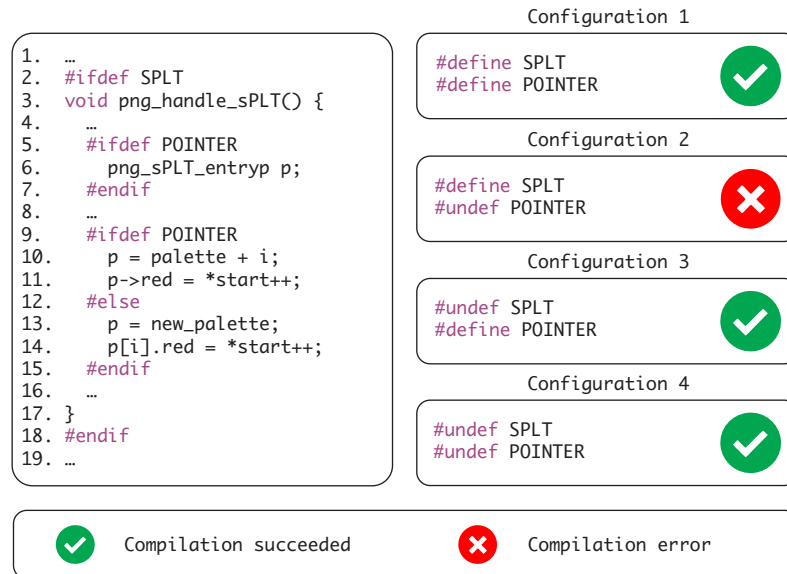 1. …
2. #ifdef SPLT
3. void png_handle_sPLT() {
4. …
5. #ifdef POINTER
6. png_sPLT_entryp p;
7. #endif
8. …
9. #ifdef POINTER
10. p = palette + i;
11. p->red = *start++;
12. #else
13. p = new_palette;
14. p[i].red = *start++;
15. #endif
16. …
17. }
18. #endif
19. …
Configuration 1
#define SPLT
#define POINTER
Configuration 2
#define SPLT
#undef POINTER
Configuration 3
#undef SPLT
#define POINTER
Configuration 4
#undef SPLT
#undef POINTER
Compilation succeeded
Compilation error